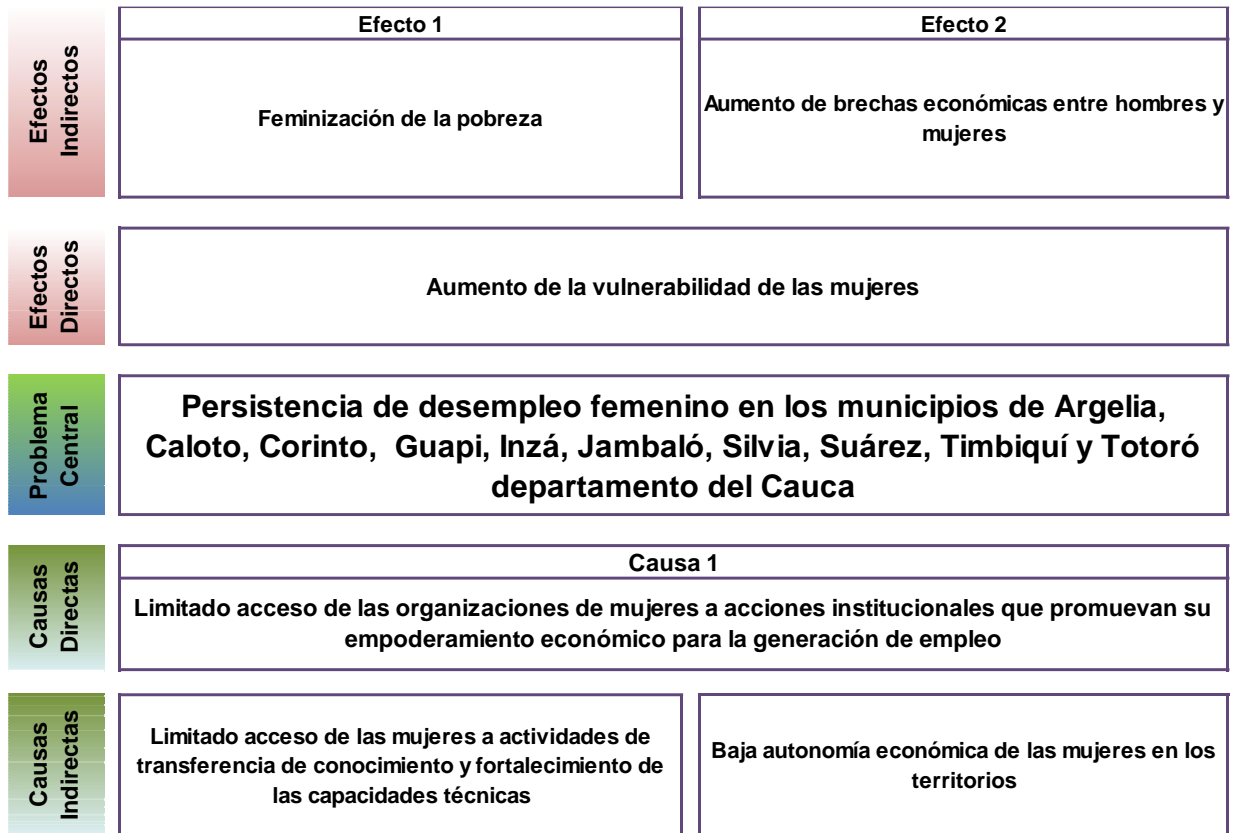 Efectos
Indirectos
Efecto 1
Feminización de la pobreza
Efecto 2
Aumento de brechas económicas entre hombres y
mujeres
Efectos
Directos
Aumento de la vulnerabilidad de las mujeres
Problema
Central
Persistencia de desempleo femenino en los municipios de Argelia,
Caloto, Corinto, Guapi, Inzá, Jambaló, Silvia, Suárez, Timbiquí y Totoró
departamento del Cauca
Causas
Directas
Causa 1
Limitado acceso de las organizaciones de mujeres a acciones institucionales que promuevan su
empoderamiento económico para la generación de empleo
Causas
Indirectas
Limitado acceso de las mujeres a actividades de
transferencia de conocimiento y fortalecimiento de
las capacidades técnicas
Baja autonomía económica de las mujeres en los
territorios